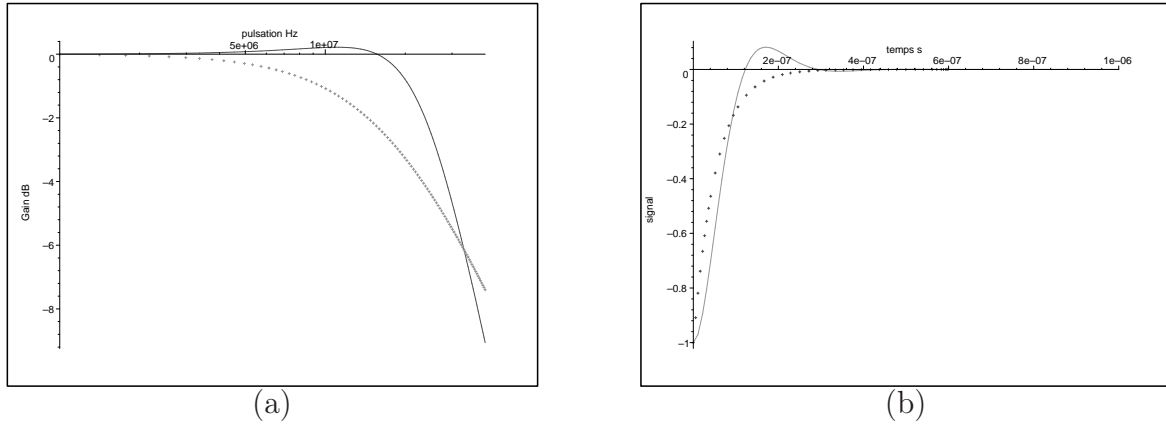 pulsation Hz
5e+06 1e+07
0
−2
−4
−6
−8
Gain dB
(a)
temps s
2e−07 4e−07 6e−07 8e−07 1e−06
0
−0.2
−0.4
−0.6
−0.8
−1
signal
(b)